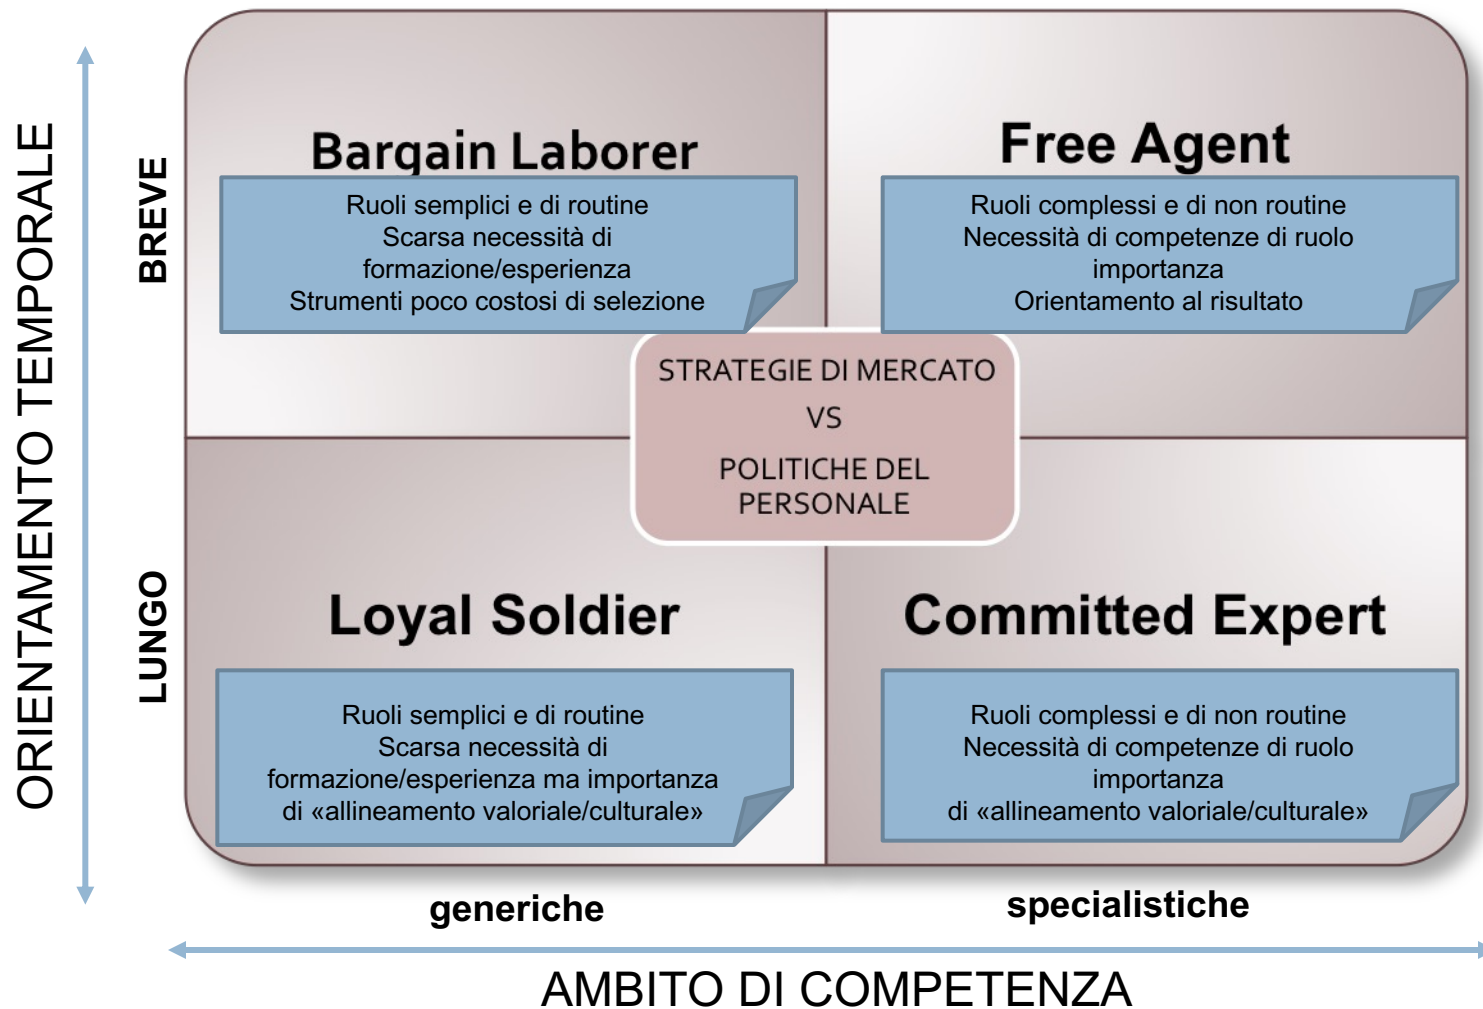 ORIENTAMENTO TEMPORALE
BREVE
Bargain Laborer
Ruoli semplici e di routine
Scarsa necessità di
formazione/esperienza
Strumenti poco costosi di selezione
Free Agent
Ruoli complessi e di non routine
Necessità di competenze di ruolo
importanza
Orientamento al risultato
STRATEGIE DI MERCATO
VS
POLITICHE DEL
PERSONALE
LUNGO
Loyal Soldier
Ruoli semplici e di routine
Scarsa necessità di
formazione/esperienza ma importanza
di «allineamento valoriale/culturale»
Committed Expert
Ruoli complessi e di non routine
Necessità di competenze di ruolo
importanza
di «allineamento valoriale/culturale»
generiche
specialistiche
AMBITO DI COMPETENZA